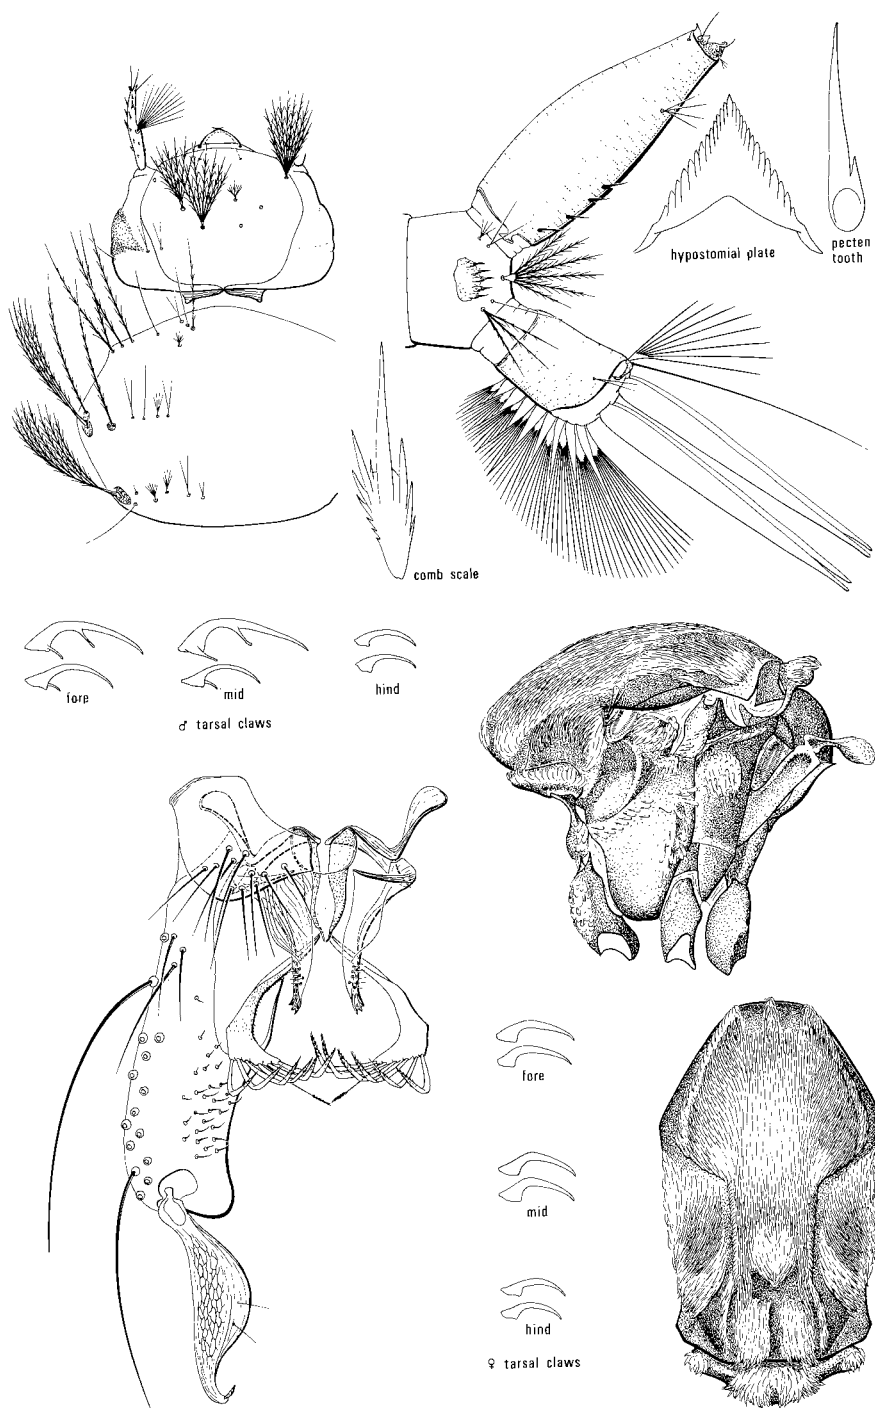 hypostomial plate
pecten
tooth
comb scale
fore
mid
hind
♂ tarsal claws
fore
mid
hind
♀ tarsal claws